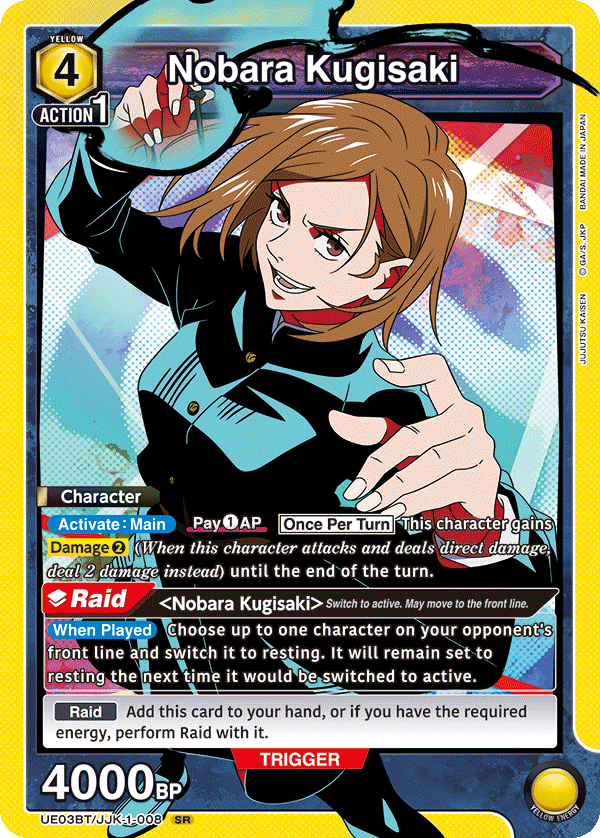 YELLOW
4
Nobara Kugisaki
ACTION 1
BANDAI MADE IN JAPAN
© GA/S, JKP
JUJUTSU KAISEN
Character
Activate: Main Pay ❶ AP Once Per Turn This character gains
Damage ❷ (When this character attacks and deals direct damage,
deal 2 damage instead) until the end of the turn.
Raid <Nobara Kugisaki> Switch to active. May move to the front line.
When Played Choose up to one character on your opponent's
front line and switch it to resting. It will remain set to
resting the next time it would be switched to active.
Raid Add this card to your hand, or if you have the required
energy, perform Raid with it.
TRIGGER
4000 BP
YELLOW ENERGY
UE03BT/JJK-1-008 SR